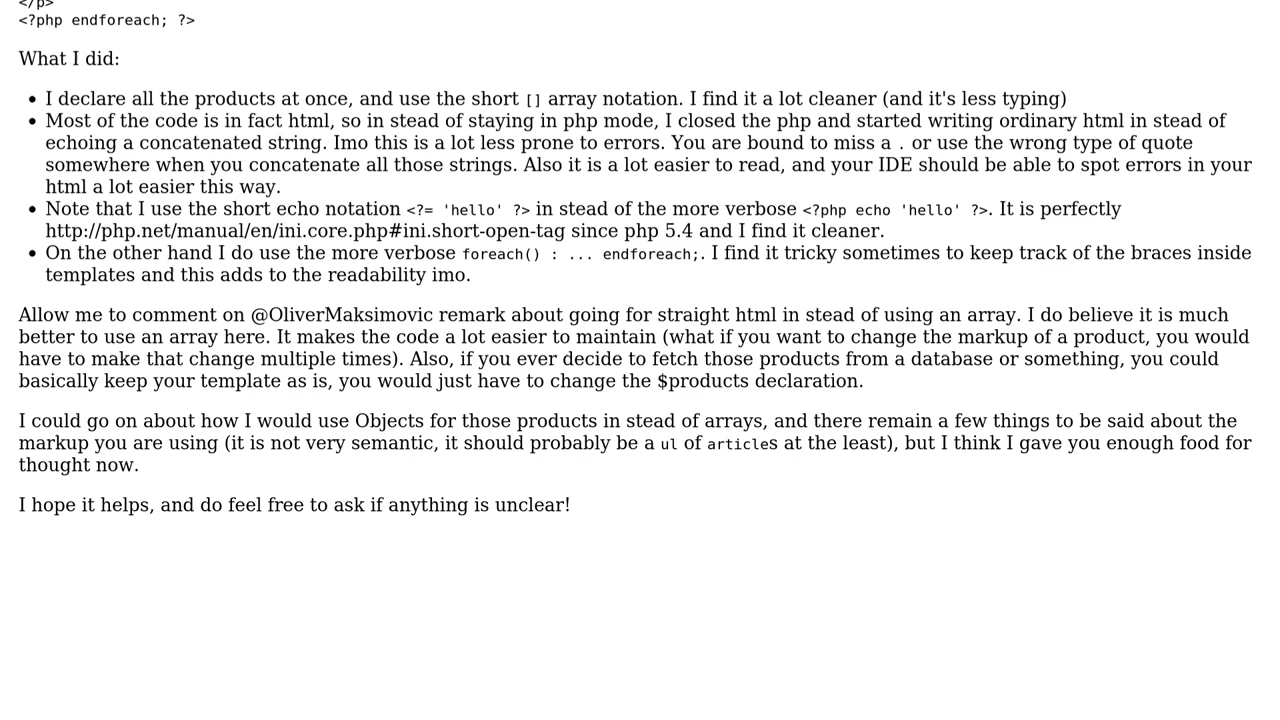 </p>
<?php endforeach; ?>
What I did:
• I declare all the products at once, and use the short [] array notation. I find it a lot cleaner (and it's less typing)
• Most of the code is in fact html, so in stead of staying in php mode, I closed the php and started writing ordinary html in stead of
echoing a concatenated string. Imo this is a lot less prone to errors. You are bound to miss a . or use the wrong type of quote
somewhere when you concatenate all those strings. Also it is a lot easier to read, and your IDE should be able to spot errors in your
html a lot easier this way.
• Note that I use the short echo notation <?= 'hello' ?> in stead of the more verbose <?php echo 'hello' ?>. It is perfectly
http://php.net/manual/en/ini.core.php#ini.short-open-tag since php 5.4 and I find it cleaner.
• On the other hand I do use the more verbose foreach() : ... endforeach;. I find it tricky sometimes to keep track of the braces inside
templates and this adds to the readability imo.
Allow me to comment on @OliverMaksimovic remark about going for straight html in stead of using an array. I do believe it is much
better to use an array here. It makes the code a lot easier to maintain (what if you want to change the markup of a product, you would
have to make that change multiple times). Also, if you ever decide to fetch those products from a database or something, you could
basically keep your template as is, you would just have to change the $products declaration.
I could go on about how I would use Objects for those products in stead of arrays, and there remain a few things to be said about the
markup you are using (it is not very semantic, it should probably be a ul of articles at the least), but I think I gave you enough food for
thought now.
I hope it helps, and do feel free to ask if anything is unclear!